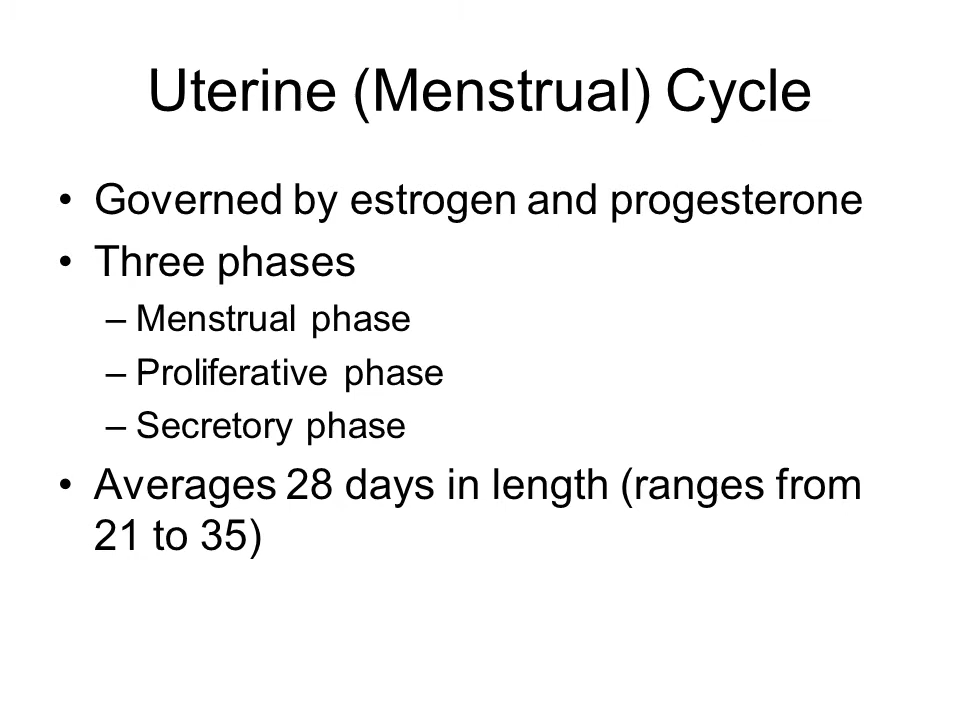 Uterine (Menstrual) Cycle
• Governed by estrogen and progesterone
• Three phases
– Menstrual phase
– Proliferative phase
– Secretory phase
• Averages 28 days in length (ranges from
21 to 35)